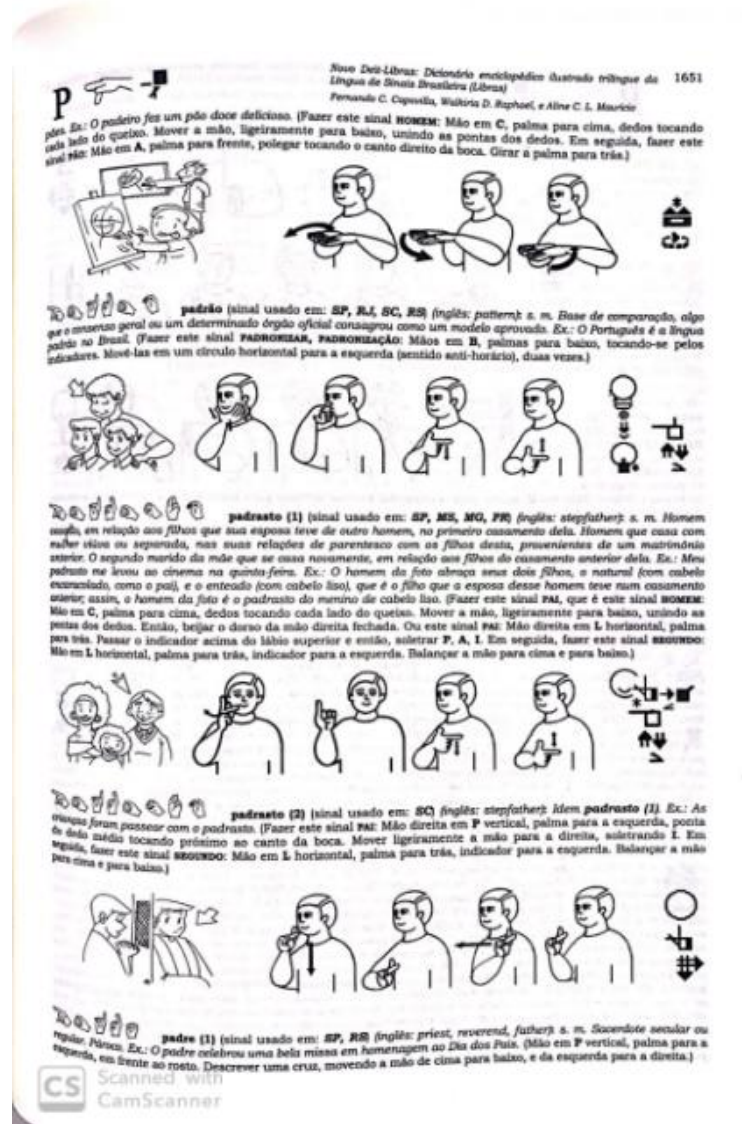 P
Novo Deit-Libras: Dicionário enciclopédico ilustrado trilíngue da
Língua de Sinais Brasileira (Libras)
1651
Fernando C. Capovilla, Walkiria D. Raphael, e Aline C. L. Mauricio
pães. Ex.: O padeiro fez um pão doce delicioso. (Fazer este sinal HOMEM: Mão em C, palma para cima, dedos tocando
cada lado do queixo. Mover a mão, ligeiramente para baixo, unindo as pontas dos dedos. Em seguida, fazer este
sinal PÃO: Mão em A, palma para frente, polegar tocando o canto direito da boca. Girar a palma para trás.)
padrão (sinal usado em: SP, RJ, SC, RS) (inglês: pattern): s. m. Base de comparação, algo
que o consenso geral ou um determinado órgão oficial consagrou como um modelo aprovado. Ex.: O Português é a língua
padrão no Brasil. (Fazer este sinal PADRONIZAR, PADRONIZAÇÃO: Mãos em B, palmas para baixo, tocando-se pelos
indicadores. Movê-las em um círculo horizontal para a esquerda (sentido anti-horário), duas vezes.)
padrasto (1) (sinal usado em: SP, MS, MG, PR) (inglês: stepfather): s. m. Homem
casado, em relação aos filhos que sua esposa teve de outro homem, no primeiro casamento dela. Homem que casa com
mulher viúva ou separada, nas suas relações de parentesco com os filhos desta, provenientes de um matrimônio
anterior. O segundo marido da mãe que se casa novamente, em relação aos filhos do casamento anterior dela. Ex.: Meu
padrasto me levou ao cinema na quinta-feira. Ex.: O homem da foto abraça seus dois filhos, o natural (com cabelo
encaracolado, como o pai), e o enteado (com cabelo liso), que é o filho que a esposa desse homem teve num casamento
anterior; assim, o homem da foto é o padrasto do menino de cabelo liso. (Fazer este sinal PAI, que é este sinal HOMEM:
Mão em C, palma para cima, dedos tocando cada lado do queixo. Mover a mão, ligeiramente para baixo, unindo as
pontas dos dedos. Então, beijar o dorso da mão direita fechada. Ou este sinal PAI: Mão direita em L horizontal, palma
para trás. Passar o indicador acima do lábio superior e então, soletrar P, A, I. Em seguida, fazer este sinal SEGUNDO:
Mão em L horizontal, palma para trás, indicador para a esquerda. Balançar a mão para cima e para baixo.)
padrasto (2) (sinal usado em: SC) (inglês: stepfather): Idem padrasto (1). Ex.: As
crianças foram passear com o padrasto. (Fazer este sinal PAI: Mão direita em P vertical, palma para a esquerda, ponta
do dedo médio tocando próximo ao canto da boca. Mover ligeiramente a mão para a direita, soletrando I. Em
seguida, fazer este sinal SEGUNDO: Mão em L horizontal, palma para trás, indicador para a esquerda. Balançar a mão
para cima e para baixo.)
padre (1) (sinal usado em: SP, RS) (inglês: priest, reverend, father): s. m. Sacerdote secular ou
regular. Pároco. Ex.: O padre celebrou uma bela missa em homenagem ao Dia dos Pais. (Mão em P vertical, palma para a
esquerda, em frente ao rosto. Descrever uma cruz, movendo a mão de cima para baixo, e da esquerda para a direita.)
CS Scanned with
CamScanner